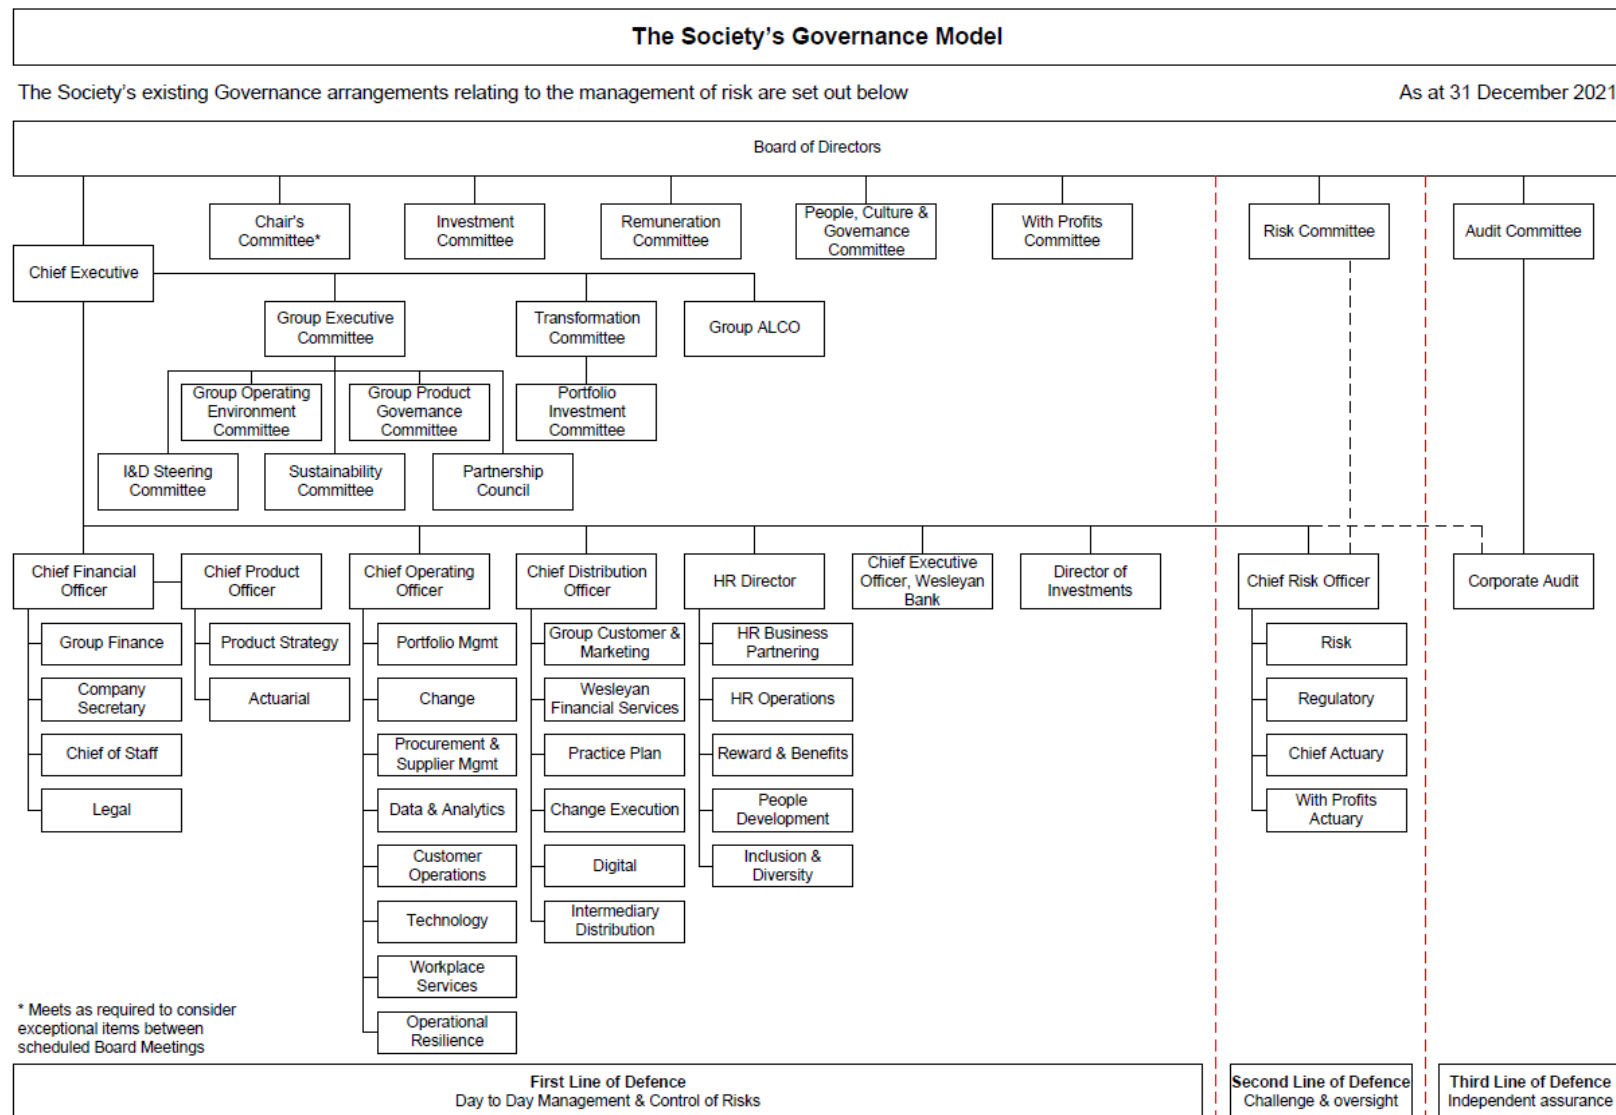 The Society's Governance Model
The Society's existing Governance arrangements relating to the management of risk are set out below
As at 31 December 2021
Board of Directors
Chair's
Committee*
Investment
Committee
Remuneration
Committee
People, Culture &
Governance
Committee
With Profits
Committee
Risk Committee
Audit Committee
Chief Executive
Group Executive
Committee
Transformation
Committee
Group ALCO
Group Operating
Environment
Committee
Group Product
Governance
Committee
Portfolio
Investment
Committee
I&D Steering
Committee
Sustainability
Committee
Partnership
Council
Chief Financial
Officer
Chief Product
Officer
Chief Operating
Officer
Chief Distribution
Officer
HR Director
Chief Executive
Officer, Wesleyan
Bank
Director of
Investments
Chief Risk Officer
Corporate Audit
Group Finance
Company
Secretary
Chief of Staff
Legal
Product Strategy
Actuarial
Portfolio Mgmt
Change
Procurement &
Supplier Mgmt
Data & Analytics
Customer
Operations
Technology
Workplace
Services
Operational
Resilience
Group Customer &
Marketing
Wesleyan
Financial Services
Practice Plan
Change Execution
Digital
Intermediary
Distribution
HR Business
Partnering
HR Operations
Reward & Benefits
People
Development
Inclusion &
Diversity
Risk
Regulatory
Chief Actuary
With Profits
Actuary
* Meets as required to consider
exceptional items between
scheduled Board Meetings
First Line of Defence
Day to Day Management & Control of Risks
Second Line of Defence
Challenge & oversight
Third Line of Defence
Independent assurance